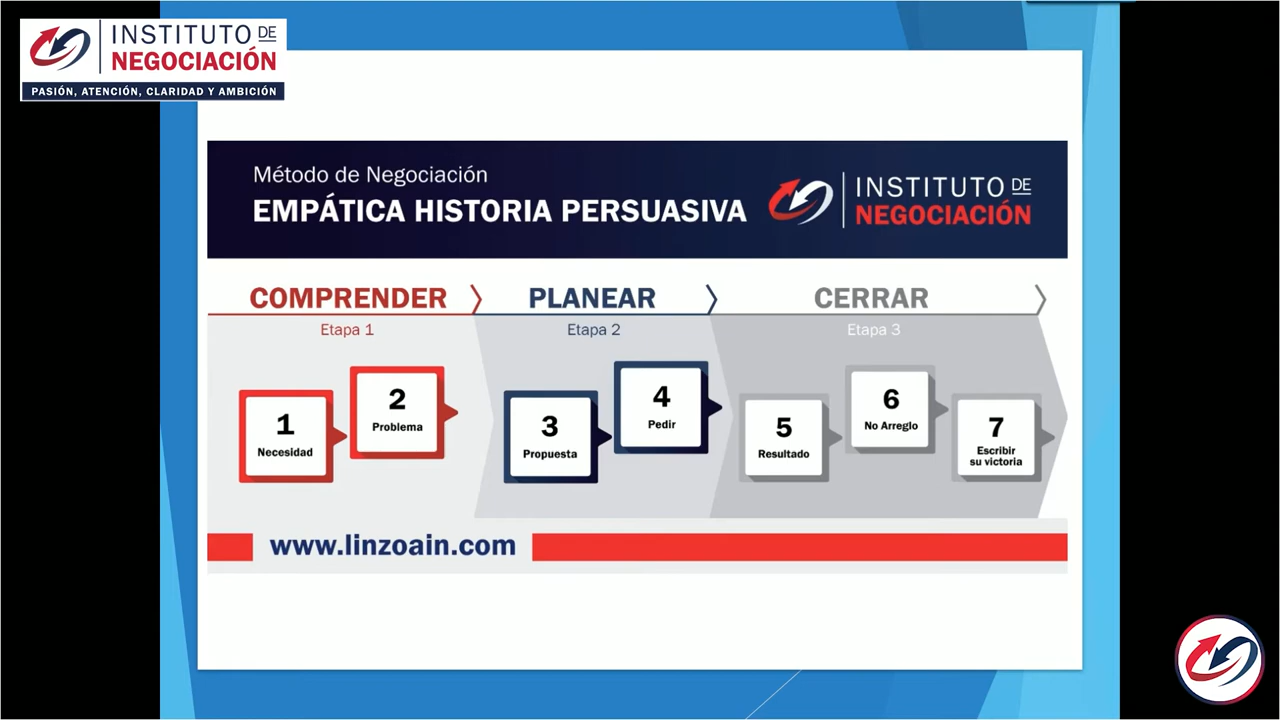 INSTITUTO DE
NEGOCIACIÓN
PASIÓN, ATENCIÓN, CLARIDAD Y AMBICIÓN
Método de Negociación
EMPÁTICA HISTORIA PERSUASIVA
INSTITUTO DE
NEGOCIACIÓN
COMPRENDER
Etapa 1
PLANEAR
Etapa 2
CERRAR
Etapa 3
1
Necesidad
2
Problema
3
Propuesta
4
Pedir
5
Resultado
6
No Arreglo
7
Escribir
su victoria
www.linzoain.com